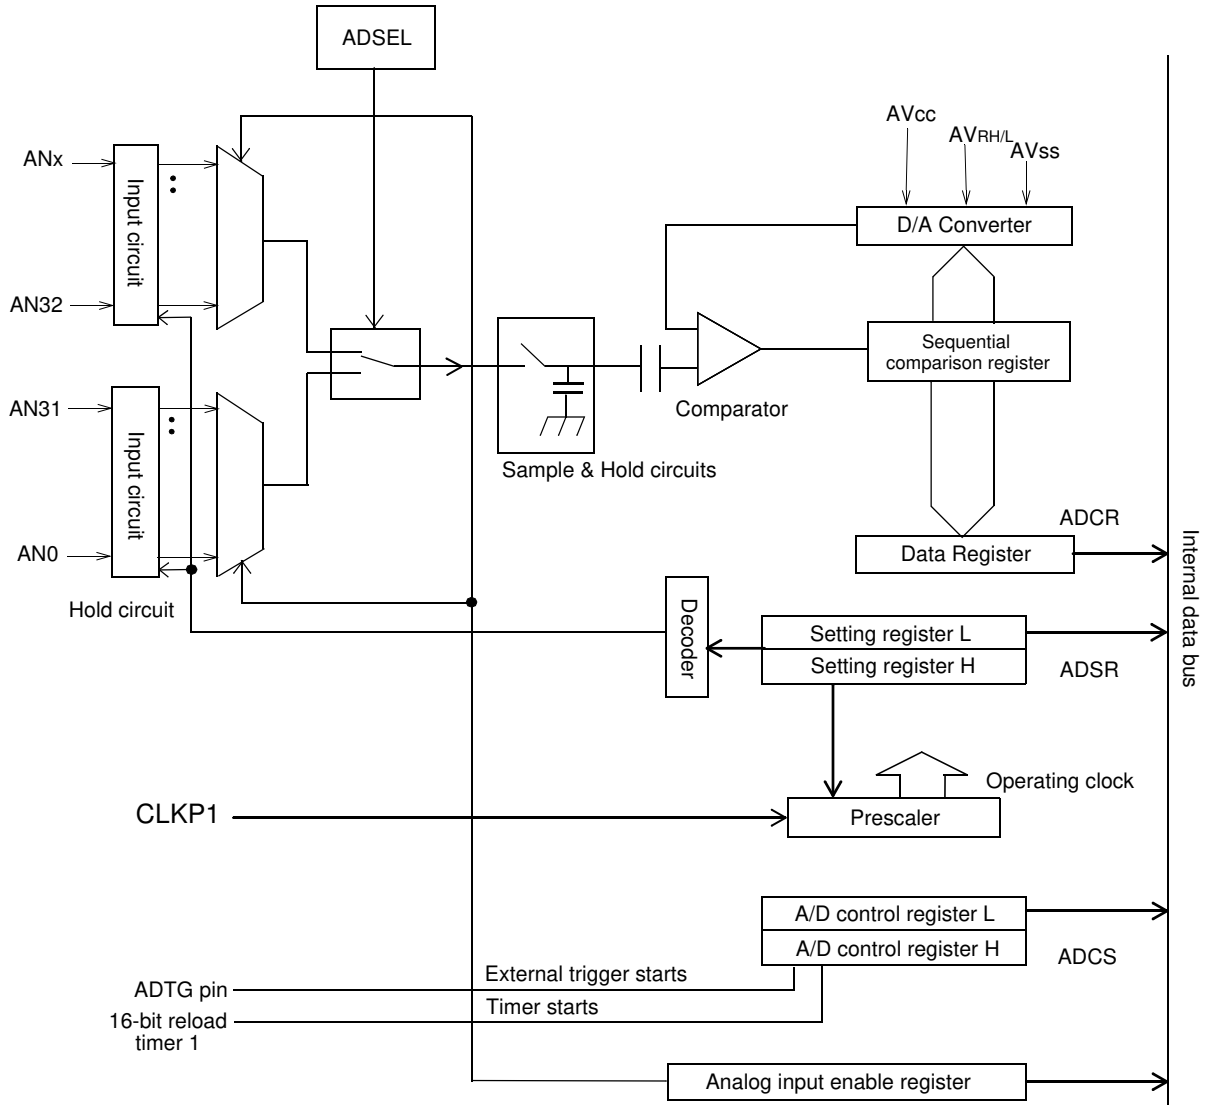 ADSEL
AVcc
AVRH/L
AVss
ANx
Input circuit
AN32
D/A Converter
Sequential
comparison register
Comparator
AN31
Input circuit
AN0
Sample & Hold circuits
ADCR
Data Register
Hold circuit
Decoder
Setting register L
Setting register H
ADSR
Internal data bus
Operating clock
CLKP1
Prescaler
A/D control register L
A/D control register H
ADCS
External trigger starts
ADTG pin
Timer starts
16-bit reload
timer 1
Analog input enable register